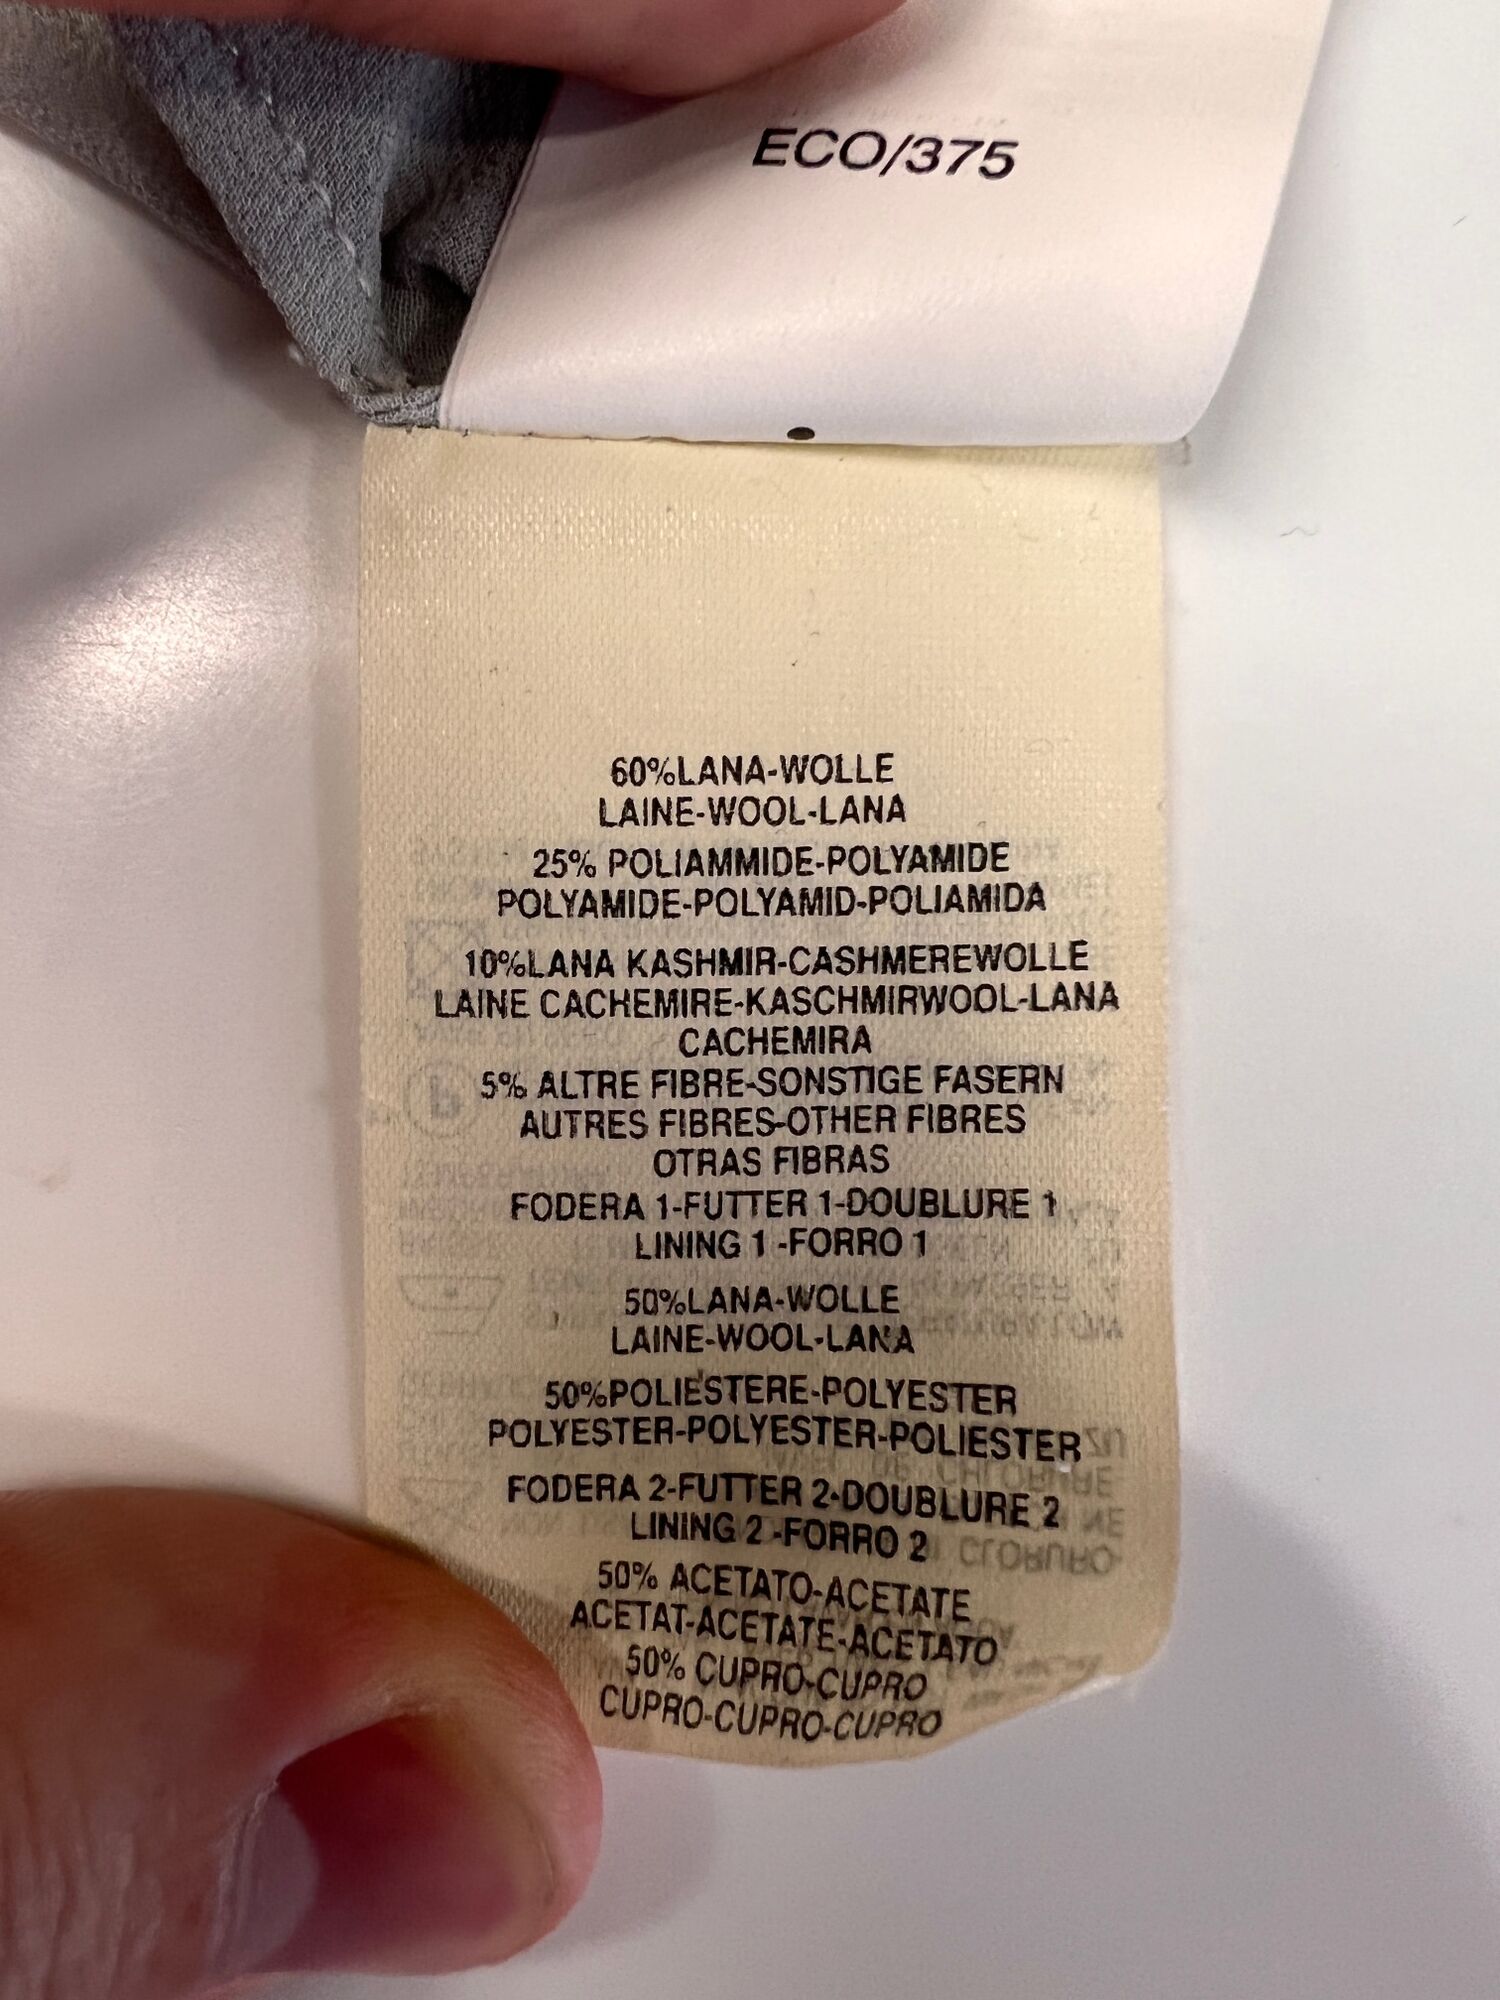 ECO/375
60%LANA-WOLLE
LAINE-WOOL-LANA
25% POLIAMMIDE-POLYAMIDE
POLYAMIDE-POLYAMID-POLIAMIDA
10%LANA KASHMIR-CASHMEREWOLLE
LAINE CACHEMIRE-KASCHMIRWOOL-LANA
CACHEMIRA
5% ALTRE FIBRE-SONSTIGE FASERN
AUTRES FIBRES-OTHER FIBRES
OTRAS FIBRAS
FODERA 1-FUTTER 1-DOUBLURE 1
LINING 1 -FORRO 1
50%LANA-WOLLE
LAINE-WOOL-LANA
50%POLIESTERE-POLYESTER
POLYESTER-POLYESTER-POLIESTER
FODERA 2-FUTTER 2-DOUBLURE 2
LINING 2 -FORRO 2
50% ACETATO-ACETATE
ACETAT-ACETATE-ACETATO
50% CUPRO-CUPRO
CUPRO-CUPRO-CUPRO